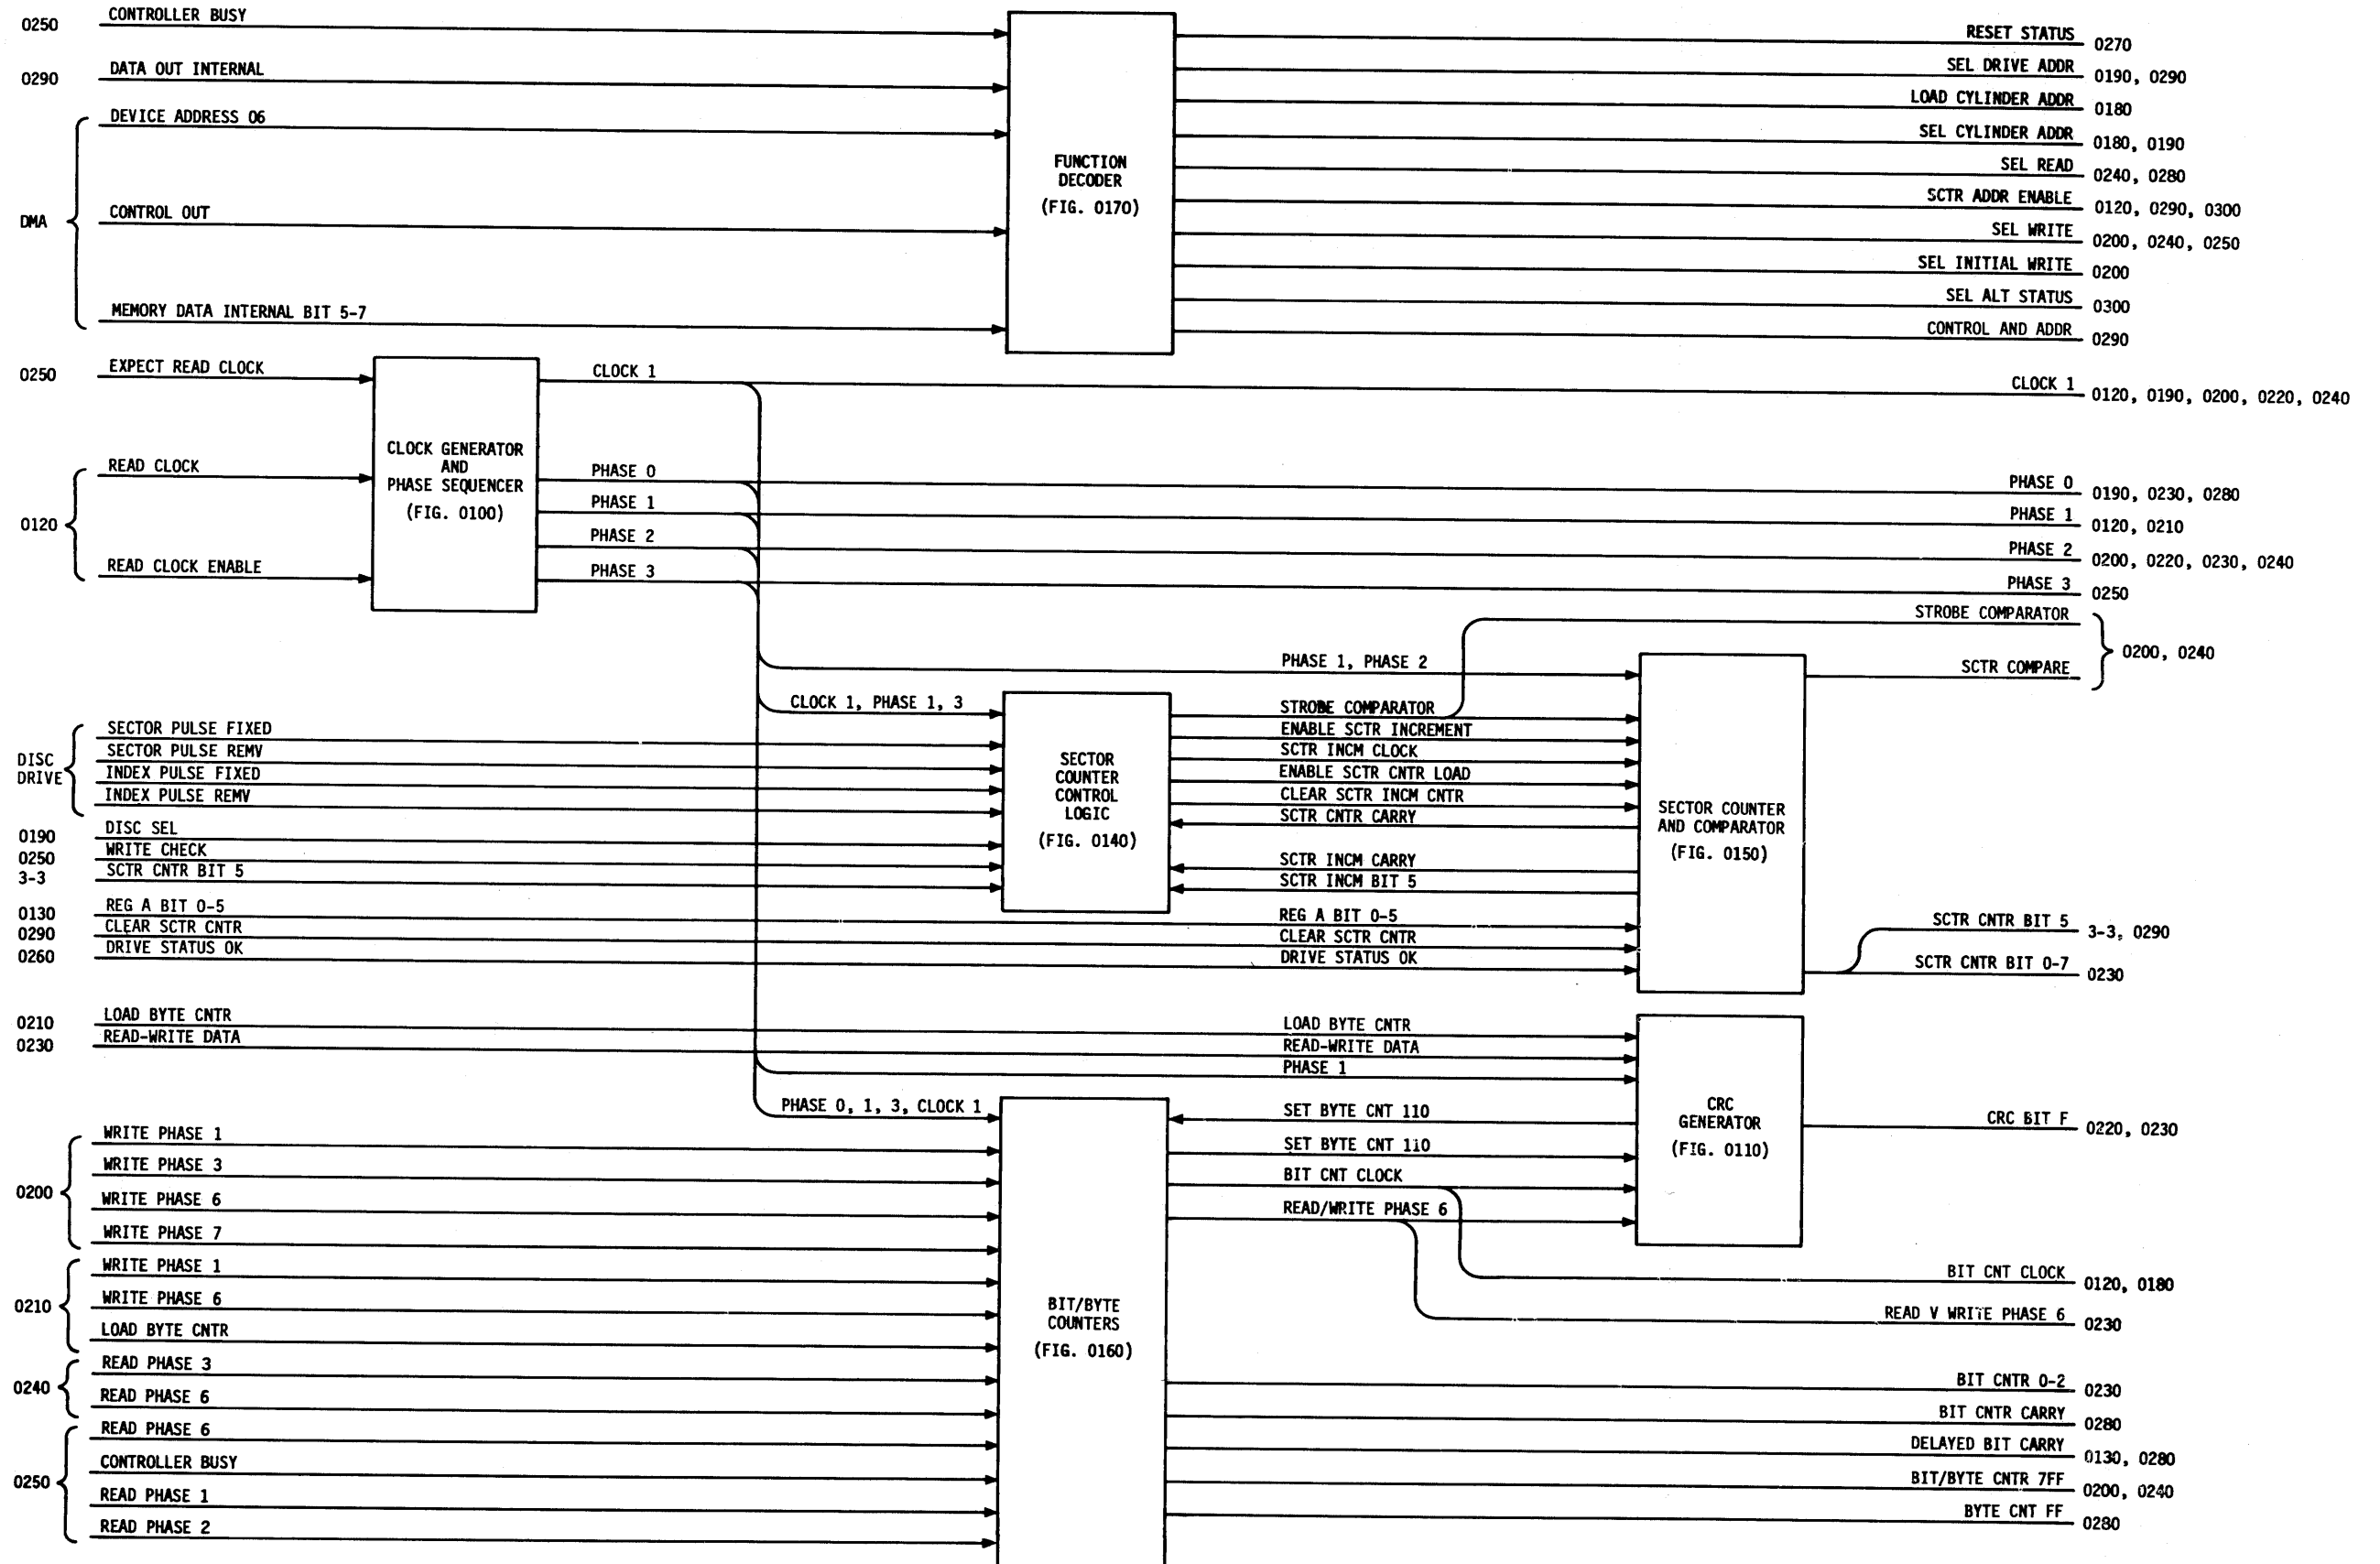 0250 CONTROLLER BUSY
0290 DATA OUT INTERNAL
DMA
DEVICE ADDRESS 06
CONTROL OUT
MEMORY DATA INTERNAL BIT 5-7
FUNCTION
DECODER
(FIG. 0170)
RESET STATUS 0270
SEL DRIVE ADDR 0190, 0290
LOAD CYLINDER ADDR 0180
SEL CYLINDER ADDR 0180, 0190
SEL READ 0240, 0280
SCTR ADDR ENABLE 0120, 0290, 0300
SEL WRITE 0200, 0240, 0250
SEL INITIAL WRITE 0200
SEL ALT STATUS 0300
CONTROL AND ADDR 0290
0250 EXPECT READ CLOCK
0120
READ CLOCK
READ CLOCK ENABLE
CLOCK GENERATOR
AND
PHASE SEQUENCER
(FIG. 0100)
CLOCK 1
PHASE 0
PHASE 1
PHASE 2
PHASE 3
CLOCK 1 0120, 0190, 0200, 0220, 0240
PHASE 0 0190, 0230, 0280
PHASE 1 0120, 0210
PHASE 2 0200, 0220, 0230, 0240
PHASE 3 0250
STROBE COMPARATOR
SCTR COMPARE
0200, 0240
PHASE 1, PHASE 2
CLOCK 1, PHASE 1, 3
DISC
DRIVE
SECTOR PULSE FIXED
SECTOR PULSE REMV
INDEX PULSE FIXED
INDEX PULSE REMV
0190 DISC SEL
0250 WRITE CHECK
3-3 SCTR CNTR BIT 5
0130 REG A BIT 0-5
0290 CLEAR SCTR CNTR
0260 DRIVE STATUS OK
SECTOR
COUNTER
CONTROL
LOGIC
(FIG. 0140)
STROBE COMPARATOR
ENABLE SCTR INCREMENT
SCTR INCM CLOCK
ENABLE SCTR CNTR LOAD
CLEAR SCTR INCM CNTR
SCTR CNTR CARRY
SCTR INCM CARRY
SCTR INCM BIT 5
REG A BIT 0-5
CLEAR SCTR CNTR
DRIVE STATUS OK
SECTOR COUNTER
AND COMPARATOR
(FIG. 0150)
SCTR CNTR BIT 5 3-3, 0290
SCTR CNTR BIT 0-7 0230
0210 LOAD BYTE CNTR
0230 READ-WRITE DATA
LOAD BYTE CNTR
READ-WRITE DATA
PHASE 1
PHASE 0, 1, 3, CLOCK 1
SET BYTE CNT 110
SET BYTE CNT 110
BIT CNT CLOCK
READ/WRITE PHASE 6
CRC
GENERATOR
(FIG. 0110)
CRC BIT F 0220, 0230
0200
WRITE PHASE 1
WRITE PHASE 3
WRITE PHASE 6
WRITE PHASE 7
0210
WRITE PHASE 1
WRITE PHASE 6
LOAD BYTE CNTR
0240
READ PHASE 3
READ PHASE 6
0250
READ PHASE 6
CONTROLLER BUSY
READ PHASE 1
READ PHASE 2
BIT/BYTE
COUNTERS
(FIG. 0160)
BIT CNT CLOCK 0120, 0180
READ V WRITE PHASE 6 0230
BIT CNTR 0-2 0230
BIT CNTR CARRY 0280
DELAYED BIT CARRY 0130, 0280
BIT/BYTE CNTR 7FF 0200, 0240
BYTE CNT FF 0280